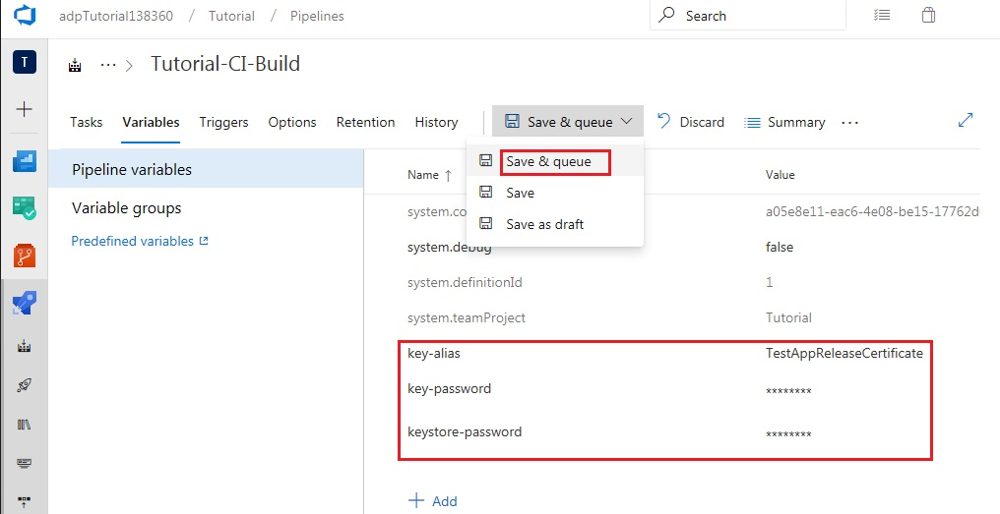 adpTutorial138360 / Tutorial / Pipelines Search
T
... > Tutorial-CI-Build
Tasks Variables Triggers Options Retention History Save & queue Discard Summary ...
Save & queue
Save
Save as draft
Pipeline variables
Variable groups
Predefined variables
Name ↑ Value
system.co a05e8e11-eac6-4e08-be15-17762d
system.debug false
system.definitionId 1
system.teamProject Tutorial
key-alias TestAppReleaseCertificate
key-password ********
keystore-password ********
+ Add